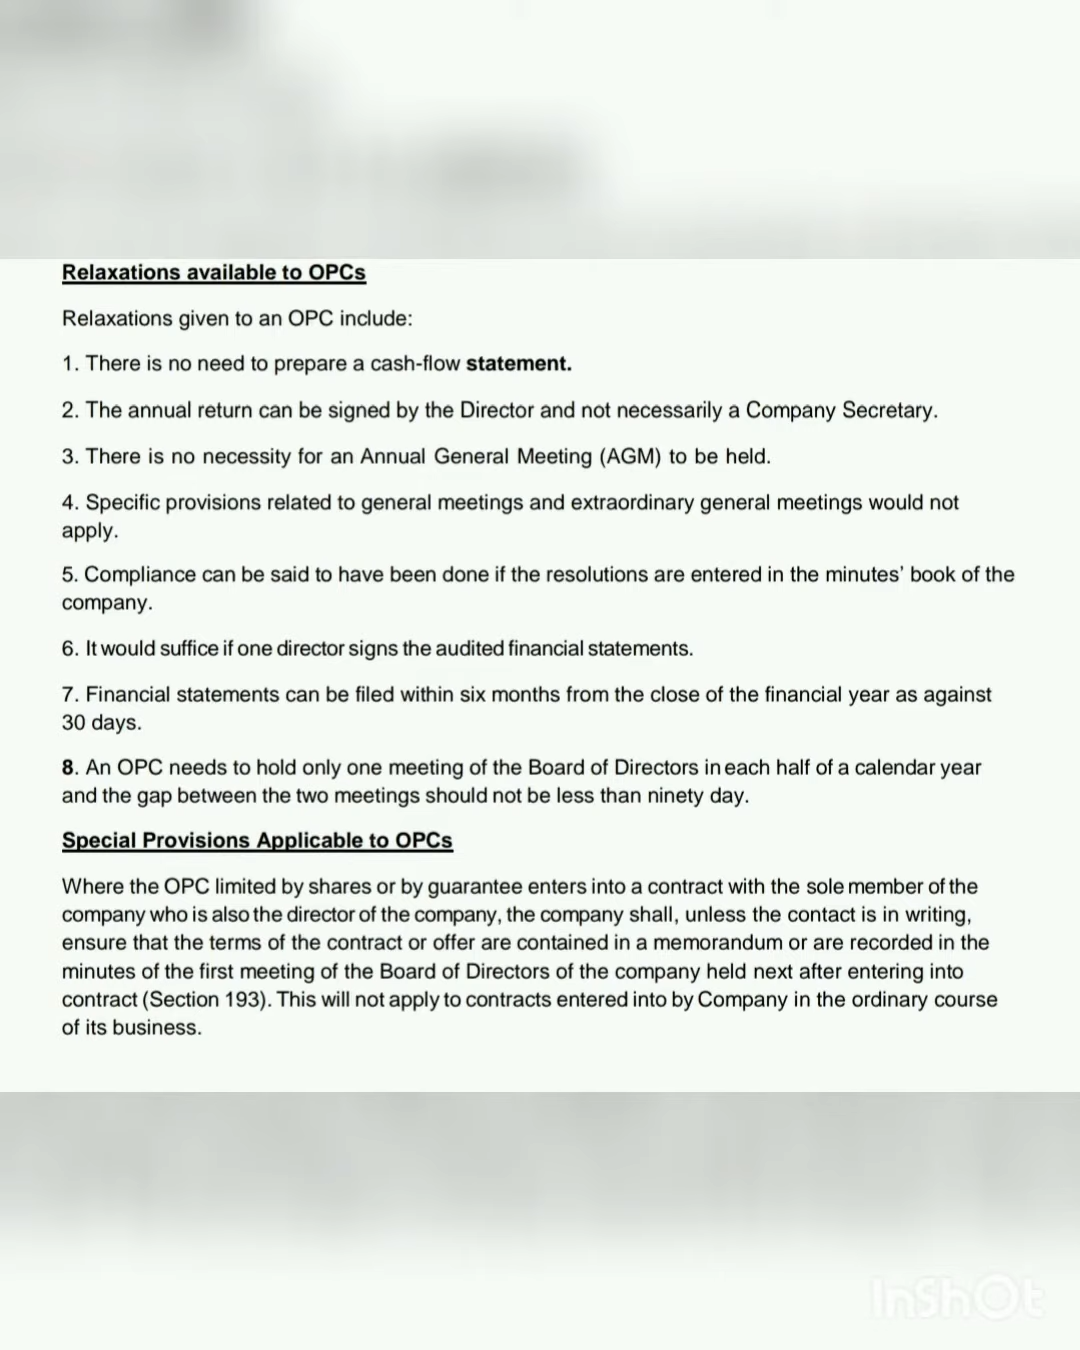 Relaxations available to OPCs
Relaxations given to an OPC include:
1. There is no need to prepare a cash-flow statement.
2. The annual return can be signed by the Director and not necessarily a Company Secretary.
3. There is no necessity for an Annual General Meeting (AGM) to be held.
4. Specific provisions related to general meetings and extraordinary general meetings would not
apply.
5. Compliance can be said to have been done if the resolutions are entered in the minutes’ book of the
company.
6. It would suffice if one director signs the audited financial statements.
7. Financial statements can be filed within six months from the close of the financial year as against
30 days.
8. An OPC needs to hold only one meeting of the Board of Directors in each half of a calendar year
and the gap between the two meetings should not be less than ninety day.
Special Provisions Applicable to OPCs
Where the OPC limited by shares or by guarantee enters into a contract with the sole member of the
company who is also the director of the company, the company shall, unless the contact is in writing,
ensure that the terms of the contract or offer are contained in a memorandum or are recorded in the
minutes of the first meeting of the Board of Directors of the company held next after entering into
contract (Section 193). This will not apply to contracts entered into by Company in the ordinary course
of its business.
InShOt